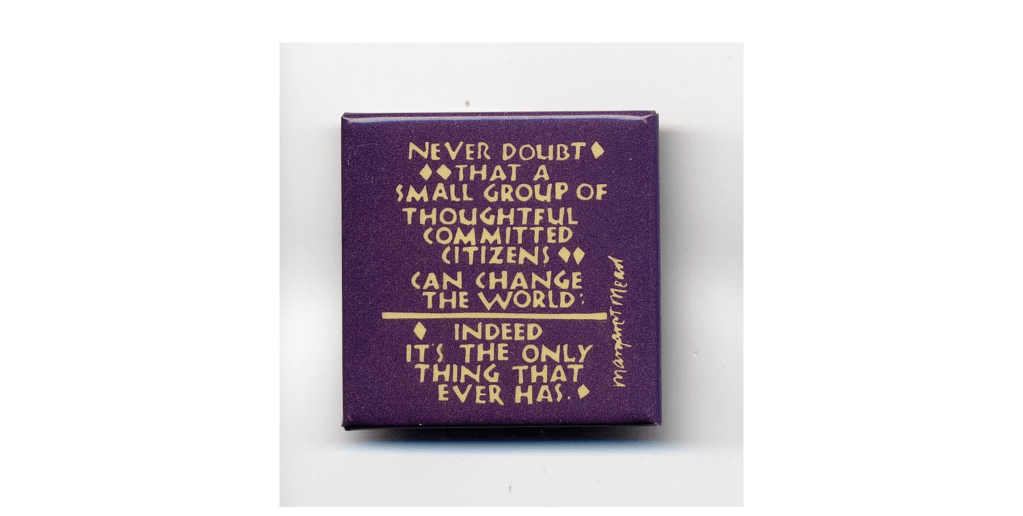 NEVER DOUBT
THAT A
SMALL GROUP OF
THOUGHTFUL
COMMITTED
CITIZENS
CAN CHANGE
THE WORLD:
INDEED
IT'S THE ONLY
THING THAT
EVER HAS.
Margaret Mead